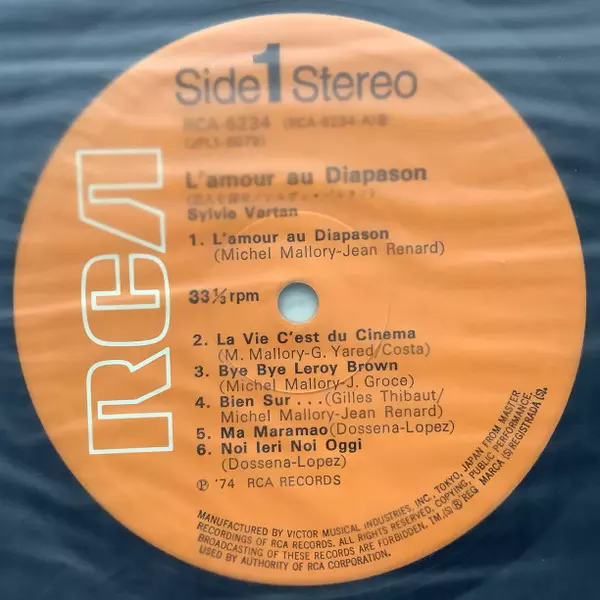 RCA
Side 1 Stereo
RCA-6234 (RCA-6234-A)Ⓑ
(2PL1-8079)
L'amour au Diapason
Sylvie Vartan
1. L'amour au Diapason
(Michel Mallory-Jean Renard)
33⅓ rpm
2. La Vie C'est du Cinema
(M. Mallory-G. Yared/Costa)
3. Bye Bye Leroy Brown
(Michel Mallory-J. Groce)
4. Bien Sur...(Gilles Thibaut/
Michel Mallory-Jean Renard)
5. Ma Maramao(Dossena-Lopez)
6. Noi Ieri Noi Oggi
(Dossena-Lopez)
Ⓟ '74 RCA RECORDS
MANUFACTURED BY VICTOR MUSICAL INDUSTRIES, INC. TOKYO, JAPAN FROM MASTER
RECORDINGS OF RCA RECORDS. ALL RIGHTS RESERVED, COPYING, PUBLIC PERFORMANCE,
BROADCASTING OF THESE RECORDS ARE FORBIDDEN. TM.Ⓢ ® REG MARCA (S) REGISTRADA (S).
USED BY AUTHORITY OF RCA CORPORATION.